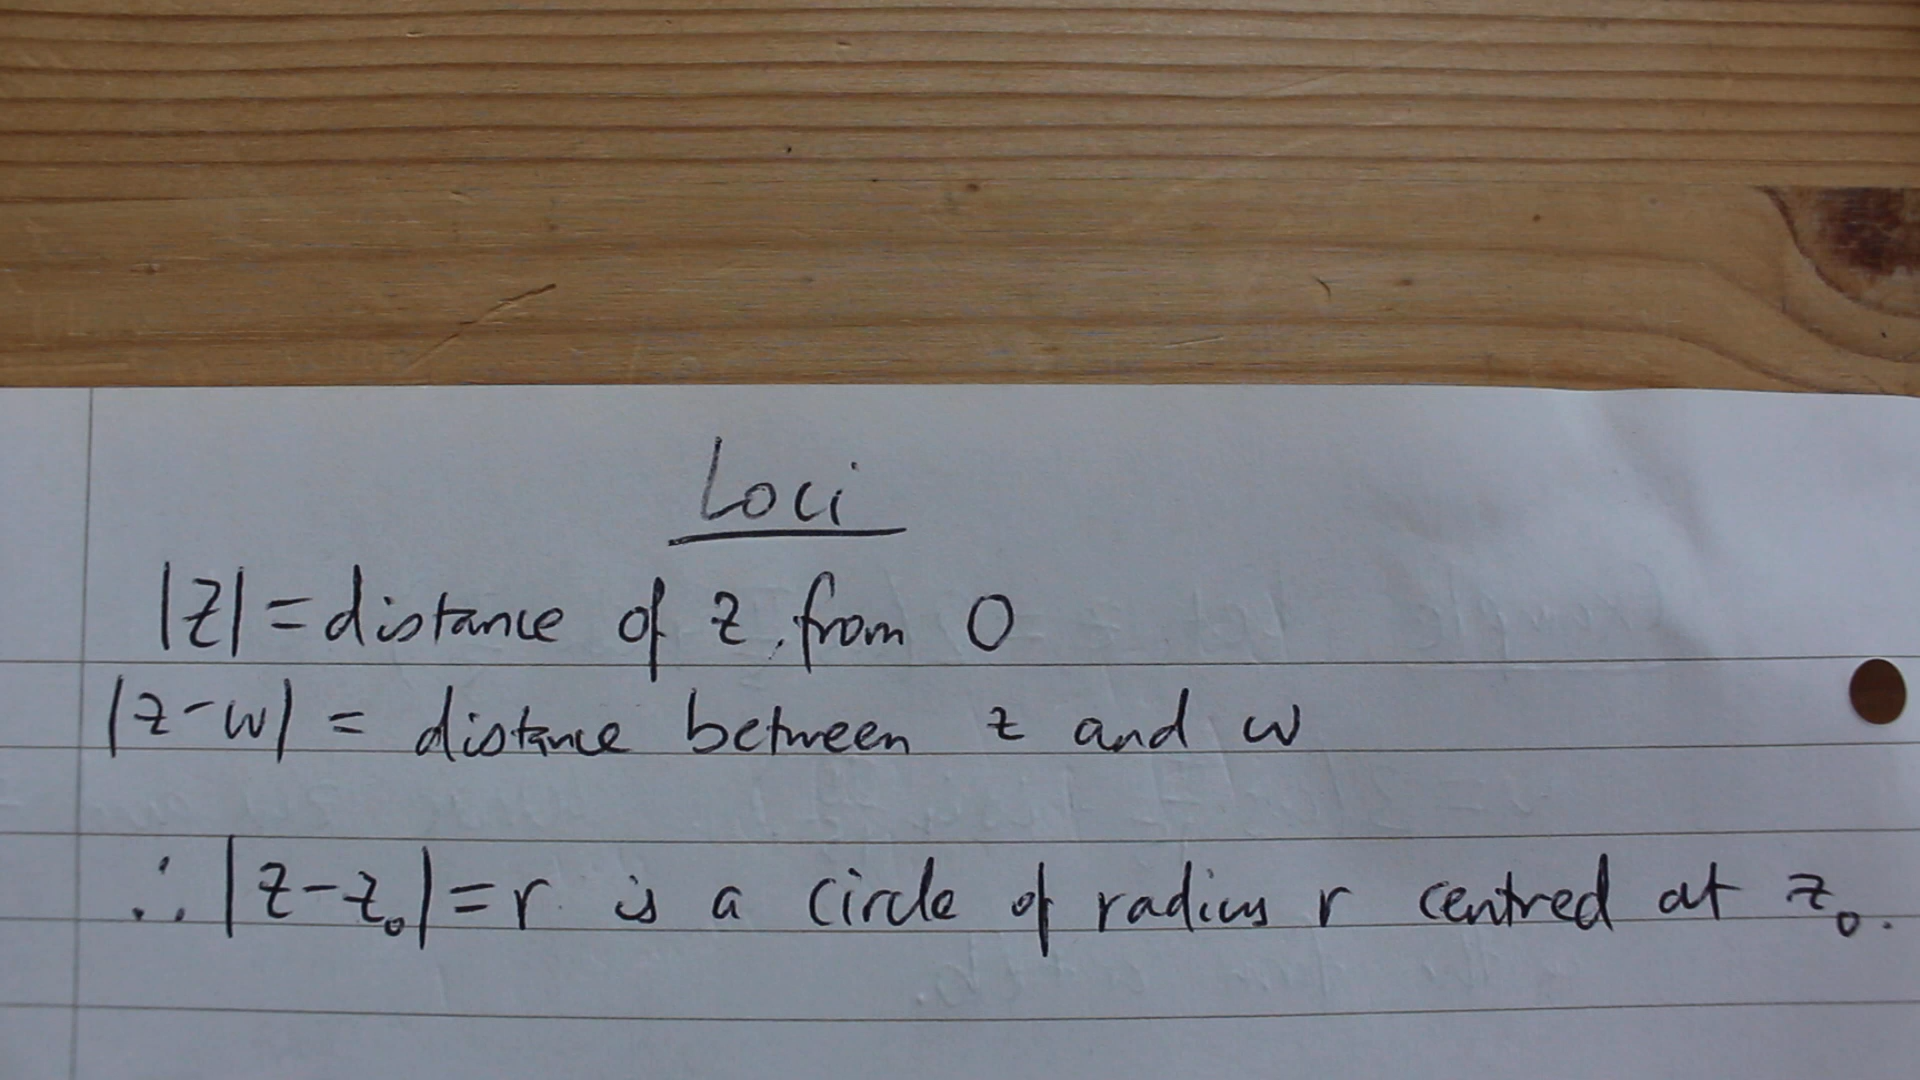 Loci
|z| = distance of z, from 0
|z-w| = distance between z and w
∴ |z-z₀| = r is a circle of radius r centred at z₀.